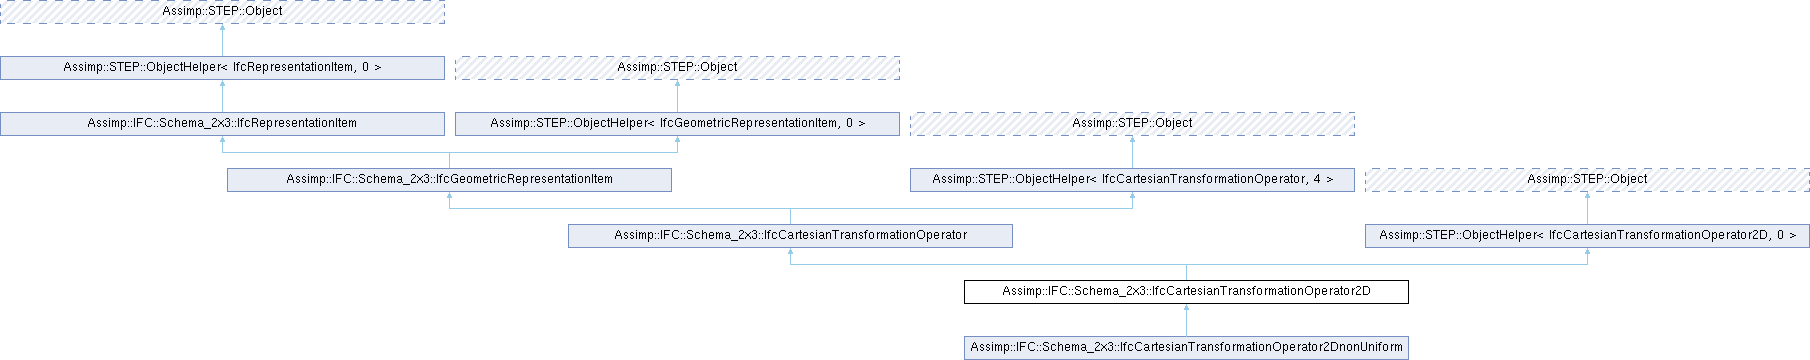 Assimp::STEP::Object
Assimp::STEP::ObjectHelper< IfcRepresentationItem, 0 >
Assimp::STEP::Object
Assimp::IFC::Schema_2x3::IfcRepresentationItem
Assimp::STEP::ObjectHelper< IfcGeometricRepresentationItem, 0 >
Assimp::STEP::Object
Assimp::IFC::Schema_2x3::IfcGeometricRepresentationItem
Assimp::STEP::ObjectHelper< IfcCartesianTransformationOperator, 4 >
Assimp::STEP::Object
Assimp::IFC::Schema_2x3::IfcCartesianTransformationOperator
Assimp::STEP::ObjectHelper< IfcCartesianTransformationOperator2D, 0 >
Assimp::IFC::Schema_2x3::IfcCartesianTransformationOperator2D
Assimp::IFC::Schema_2x3::IfcCartesianTransformationOperator2DnonUniform